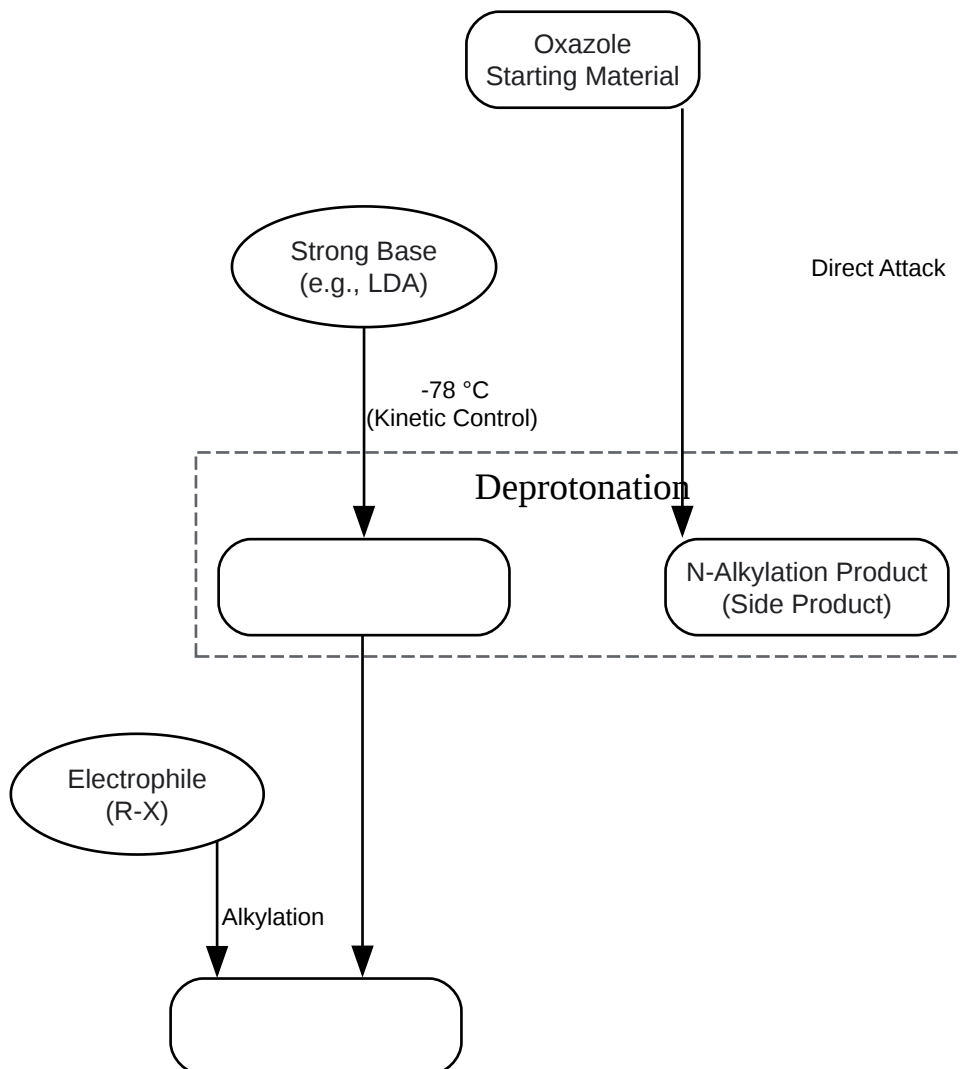 Oxazole
Starting Material
Strong Base
(e.g., LDA)
Direct Attack
-78 °C
(Kinetic Control)
Deprotonation
N-Alkylation Product
(Side Product)
Electrophile
(R-X)
Alkylation